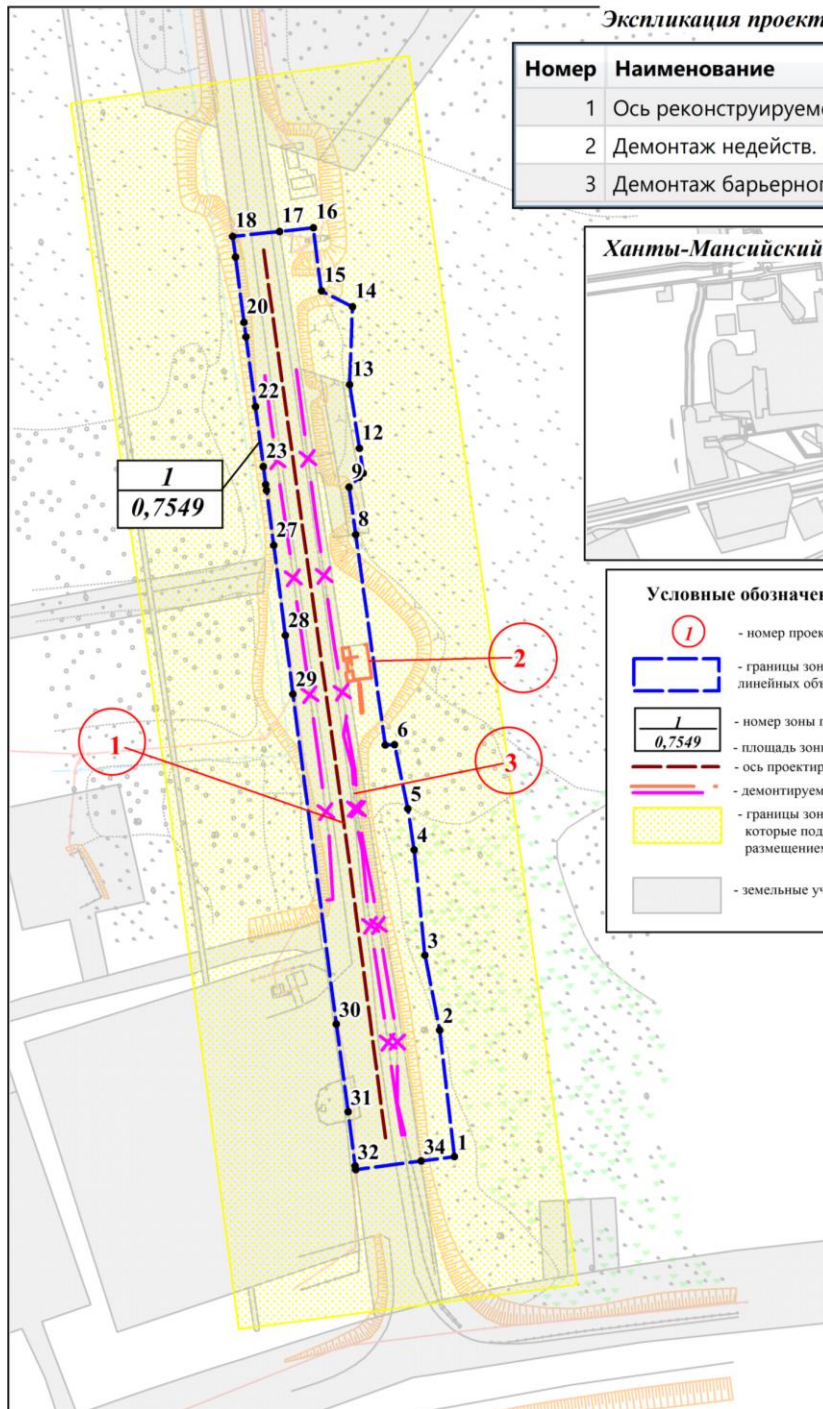 Экспликация проект
Номер Наименование
1 Ось реконструируем
2 Демонтаж недейств.
3 Демонтаж барьерног
Ханты-Мансийский
18
17
16
15
14
20
13
22
12
23
9
1
0,7549
8
27
28
2
29
6
1
3
5
4
3
30
2
31
32
34
1
Условные обозначен
1 - номер проек
- границы зон
линейных объ
1
0,7549
- номер зоны п
- площадь зон
- ось проектир
- демонтируем
- границы зон
которые под
размещением
- земельные уч